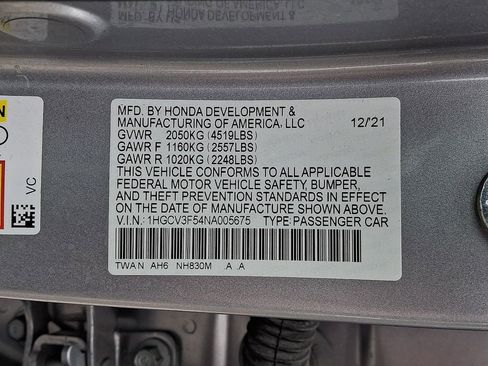 MFD. BY HONDA DEVELOPMENT &
MANUFACTURING OF AMERICA, LLC 12/21
GVWR 2050KG (4519LBS)
GAWR F 1160KG (2557LBS)
GAWR R 1020KG (2248LBS)
THIS VEHICLE CONFORMS TO ALL APPLICABLE
FEDERAL MOTOR VEHICLE SAFETY, BUMPER,
AND THEFT PREVENTION STANDARDS IN EFFECT
ON THE DATE OF MANUFACTURE SHOWN ABOVE.
V.I.N.: 1HGCV3F54NA005675 TYPE PASSENGER CAR
TWA N AH6 NH830M .A .A
VC